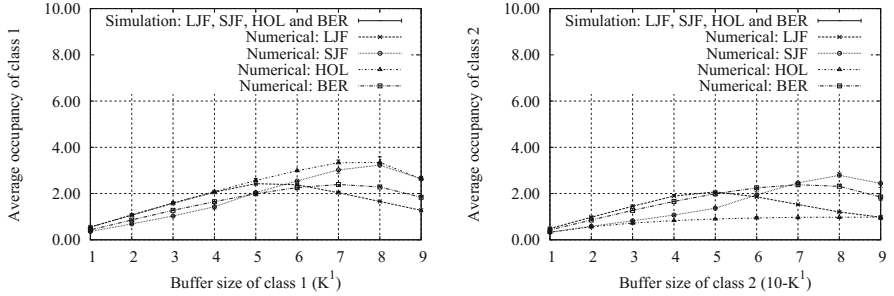 Average occupancy of class 1
10.00
8.00
6.00
4.00
2.00
0.00
Simulation: LJF, SJF, HOL and BER
Numerical: LJF
Numerical: SJF
Numerical: HOL
Numerical: BER
1 2 3 4 5 6 7 8 9
Buffer size of class 1 (K¹)
Average occupancy of class 2
10.00
8.00
6.00
4.00
2.00
0.00
Simulation: LJF, SJF, HOL and BER
Numerical: LJF
Numerical: SJF
Numerical: HOL
Numerical: BER
1 2 3 4 5 6 7 8 9
Buffer size of class 2 (10-K¹)